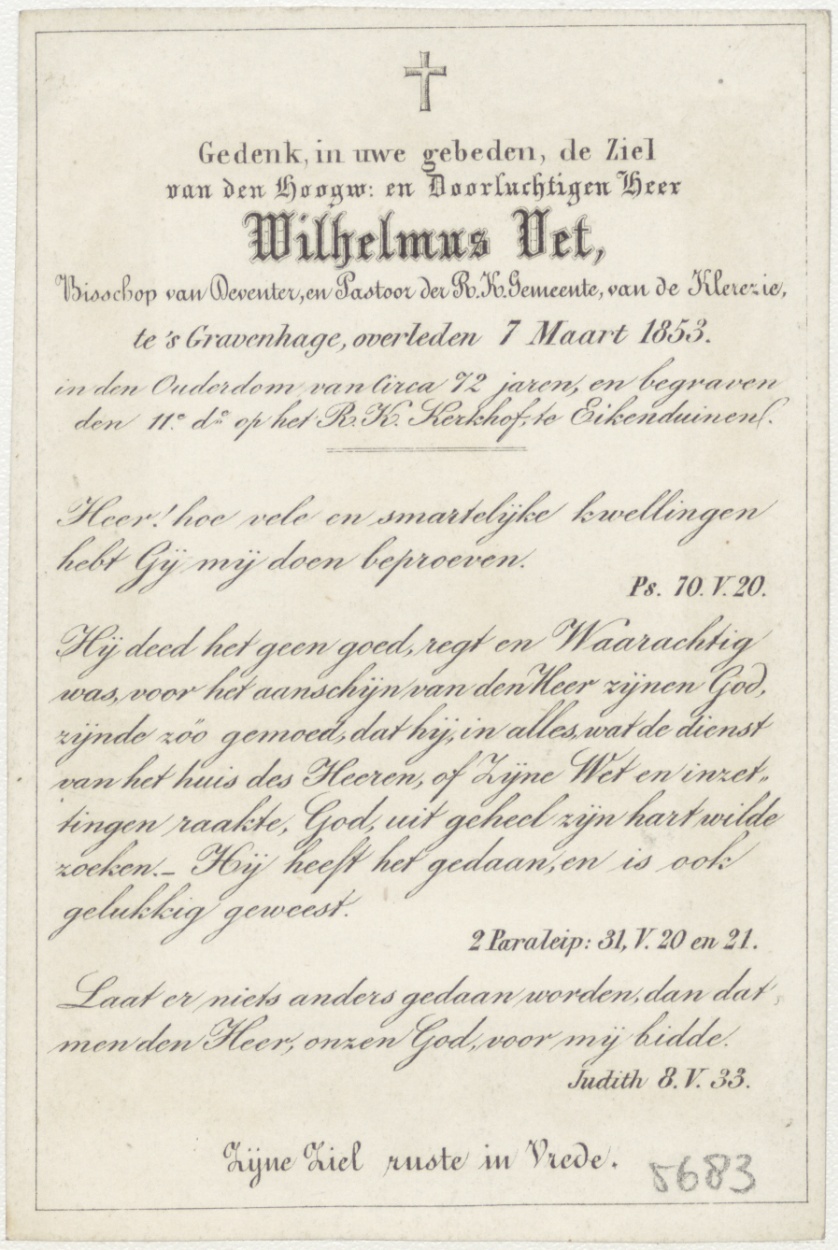 Gedenk, in uwe gebeden, de Ziel
van den Hoogw: en Doorluchtigen Heer
Wilhelmus Vet,
Bisschop van Deventer, en Pastoor der R. K. Gemeente, van de Klerezie,
te 's Gravenhage, overleden 7 Maart 1853.
in den Ouderdom van Circa 72 jaren, en begraven
den 11e do op het R. K. Kerkhof, te Eikenduinen.
Heer! hoe vele en smartelijke kwellingen
hebt Gij mij doen beproeven.
Ps. 70. V. 20.
Hij deed het geen goed, regt en Waarachtig
was, voor het aanschijn van den Heer zijnen God,
zijnde zöo gemoed, dat hij, in alles, wat de dienst
van het huis des Heeren, of Zijne Wet en inzet„
tingen raakte, God, uit geheel zijn hart wilde
zoeken. – Hij heeft het gedaan, en is ook
gelukkig geweest.
2 Paraleip: 31, V. 20 en 21.
Laat er niets anders gedaan worden, dan dat
men den Heer, onzen God, voor mij bidde.
Judith 8. V. 33.
Zijne Ziel ruste in Vrede.
5683